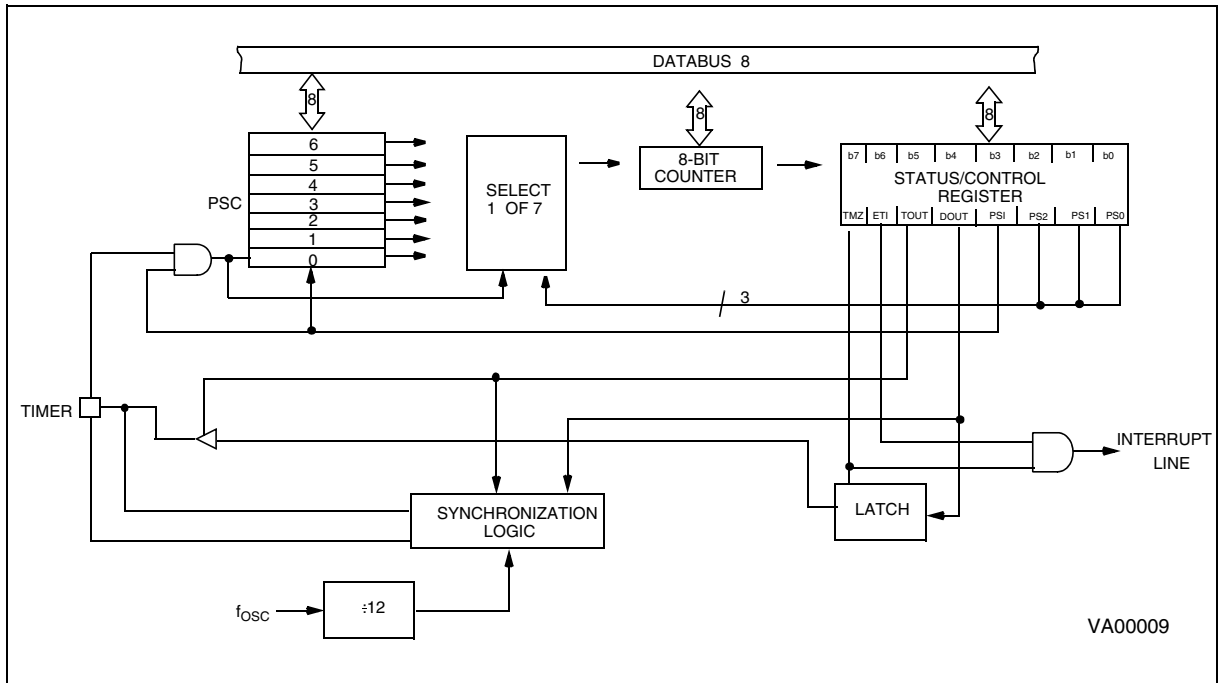 DATABUS 8
8
8
8
6
5
4
3
2
1
0
PSC
SELECT
1 OF 7
8-BIT
COUNTER
b7 b6 b5 b4 b3 b2 b1 b0
STATUS/CONTROL
REGISTER
TMZ ETI TOUT DOUT PSI PS2 PS1 PS0
3
TIMER
INTERRUPT
LINE
LATCH
SYNCHRONIZATION
LOGIC
fOSC
÷12
VA00009